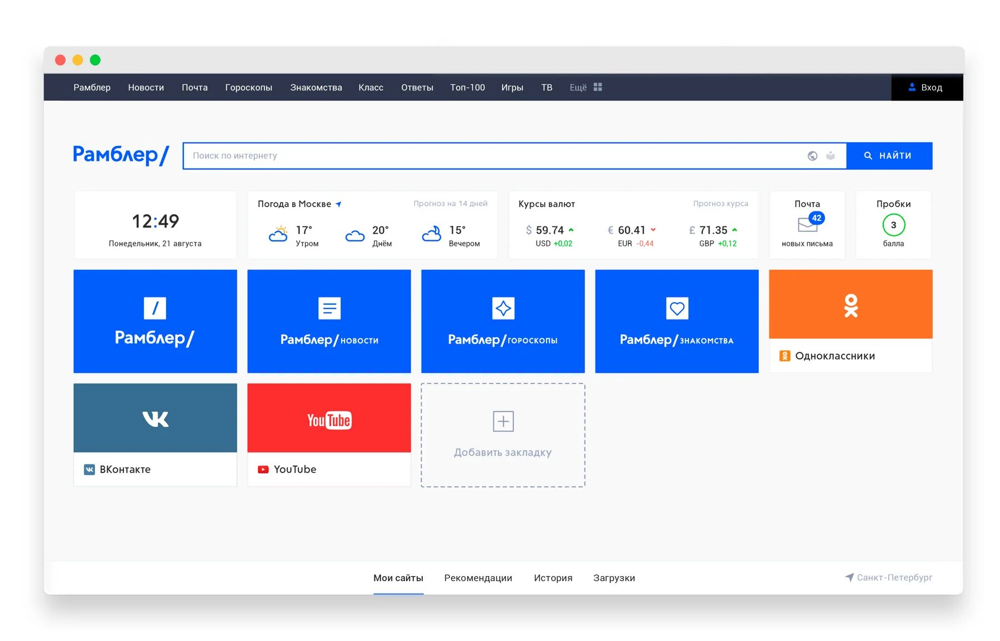 Рамблер Новости Почта Гороскопы Знакомства Класс Ответы Топ-100 Игры ТВ Ещё Вход
Рамблер/ Поиск по интернету НАЙТИ
12:49
Понедельник, 21 августа
Погода в Москве Прогноз на 14 дней
17° 20° 15°
Утром Днём Вечером
Курсы валют Прогноз курса
$ 59.74 € 60.41 £ 71.35
USD +0,02 EUR -0,44 GBP +0,12
Почта
42
новых письма
Пробки
3
балла
Рамблер/
Рамблер/НОВОСТИ
Рамблер/ГОРОСКОПЫ
Рамблер/ЗНАКОМСТВА
Одноклассники
ВКонтакте
YouTube
YouTube
Добавить закладку
Мои сайты Рекомендации История Загрузки Санкт-Петербург